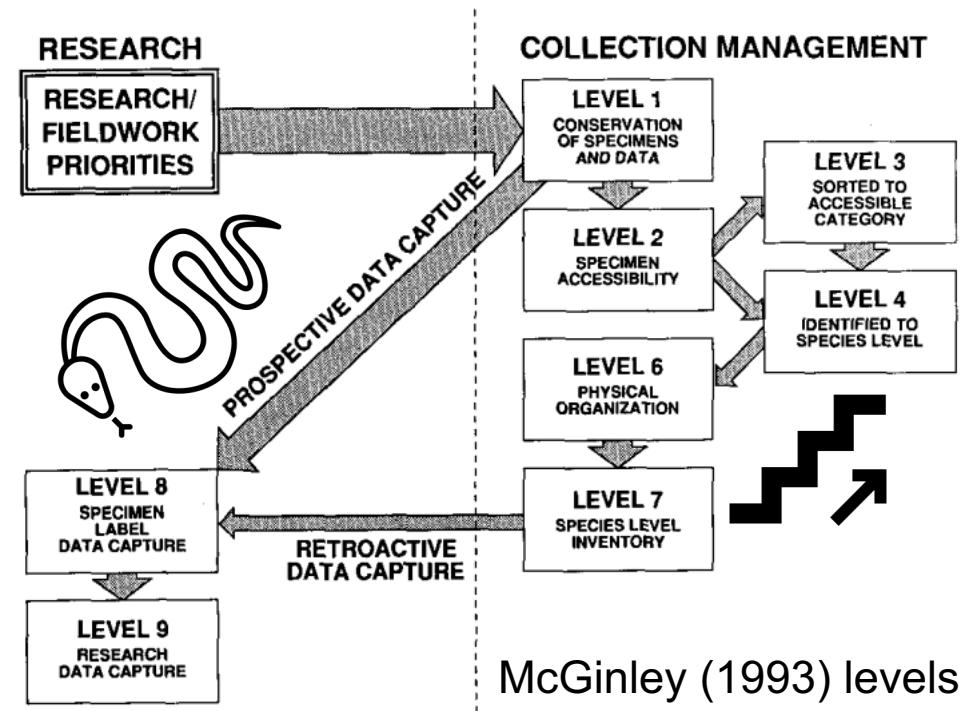 RESEARCH
RESEARCH/
FIELDWORK
PRIORITIES
COLLECTION MANAGEMENT
LEVEL 1
CONSERVATION
OF SPECIMENS
AND DATA
LEVEL 2
SPECIMEN
ACCESSIBILITY
LEVEL 3
SORTED TO
ACCESSIBLE
CATEGORY
LEVEL 4
IDENTIFIED TO
SPECIES LEVEL
LEVEL 6
PHYSICAL
ORGANIZATION
LEVEL 7
SPECIES LEVEL
INVENTORY
PROSPECTIVE DATA CAPTURE
RETROACTIVE
DATA CAPTURE
LEVEL 8
SPECIMEN
LABEL
DATA CAPTURE
LEVEL 9
RESEARCH
DATA CAPTURE
McGinley (1993) levels